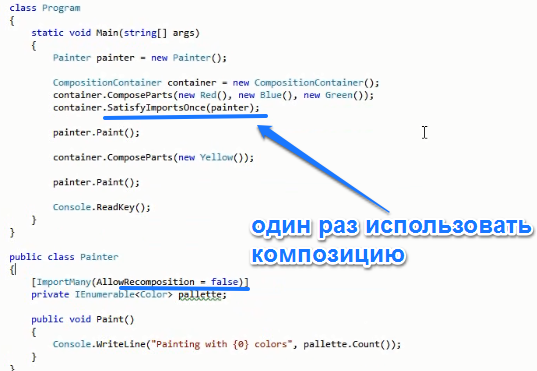 class Program
{
    static void Main(string[] args)
    {
        Painter painter = new Painter();
        CompositionContainer container = new CompositionContainer();
        container.ComposeParts(new Red(), new Blue(), new Green());
        container.SatisfyImportsOnce(painter);
        painter.Paint();
        container.ComposeParts(new Yellow());
        painter.Paint();
        Console.ReadKey();
    }
}
один раз использовать
композицию
public class Painter
{
    [ImportMany(AllowRecomposition = false)]
    private IEnumerable<Color> pallette;
    public void Paint()
    {
        Console.WriteLine("Painting with {0} colors", pallette.Count());
    }
}